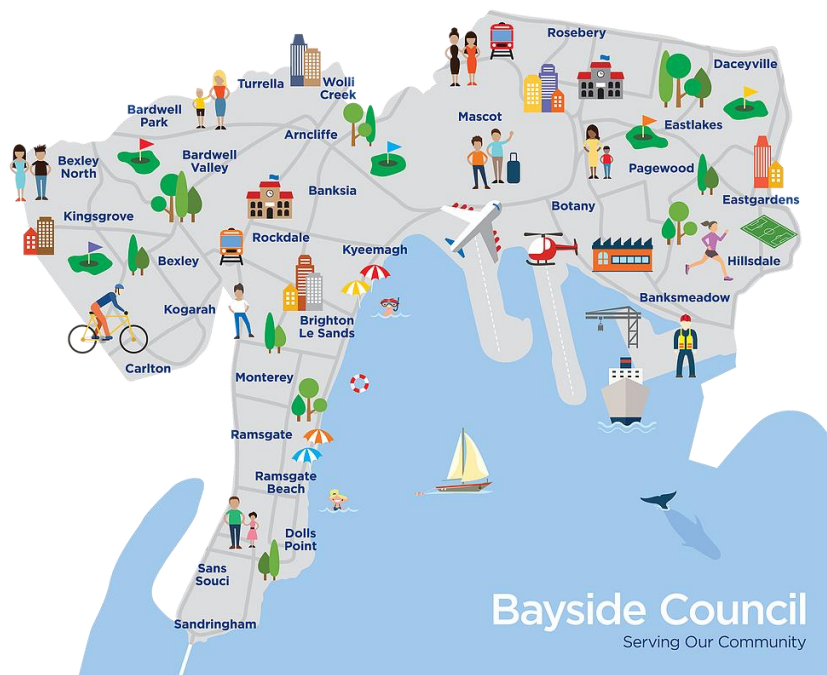 Rosebery
Daceyville
Turrella
Wolli
Creek
Bardwell
Park
Mascot
Eastlakes
Arncliffe
Bexley
North
Bardwell
Valley
Pagewood
Banksia
Eastgardens
Botany
Kingsgrove
Rockdale
Kyeemagh
Bexley
Hillsdale
Banksmeadow
Kogarah
Brighton
Le Sands
Carlton
Monterey
Ramsgate
Ramsgate
Beach
Dolls
Point
Sans
Souci
Sandringham
Bayside Council
Serving Our Community